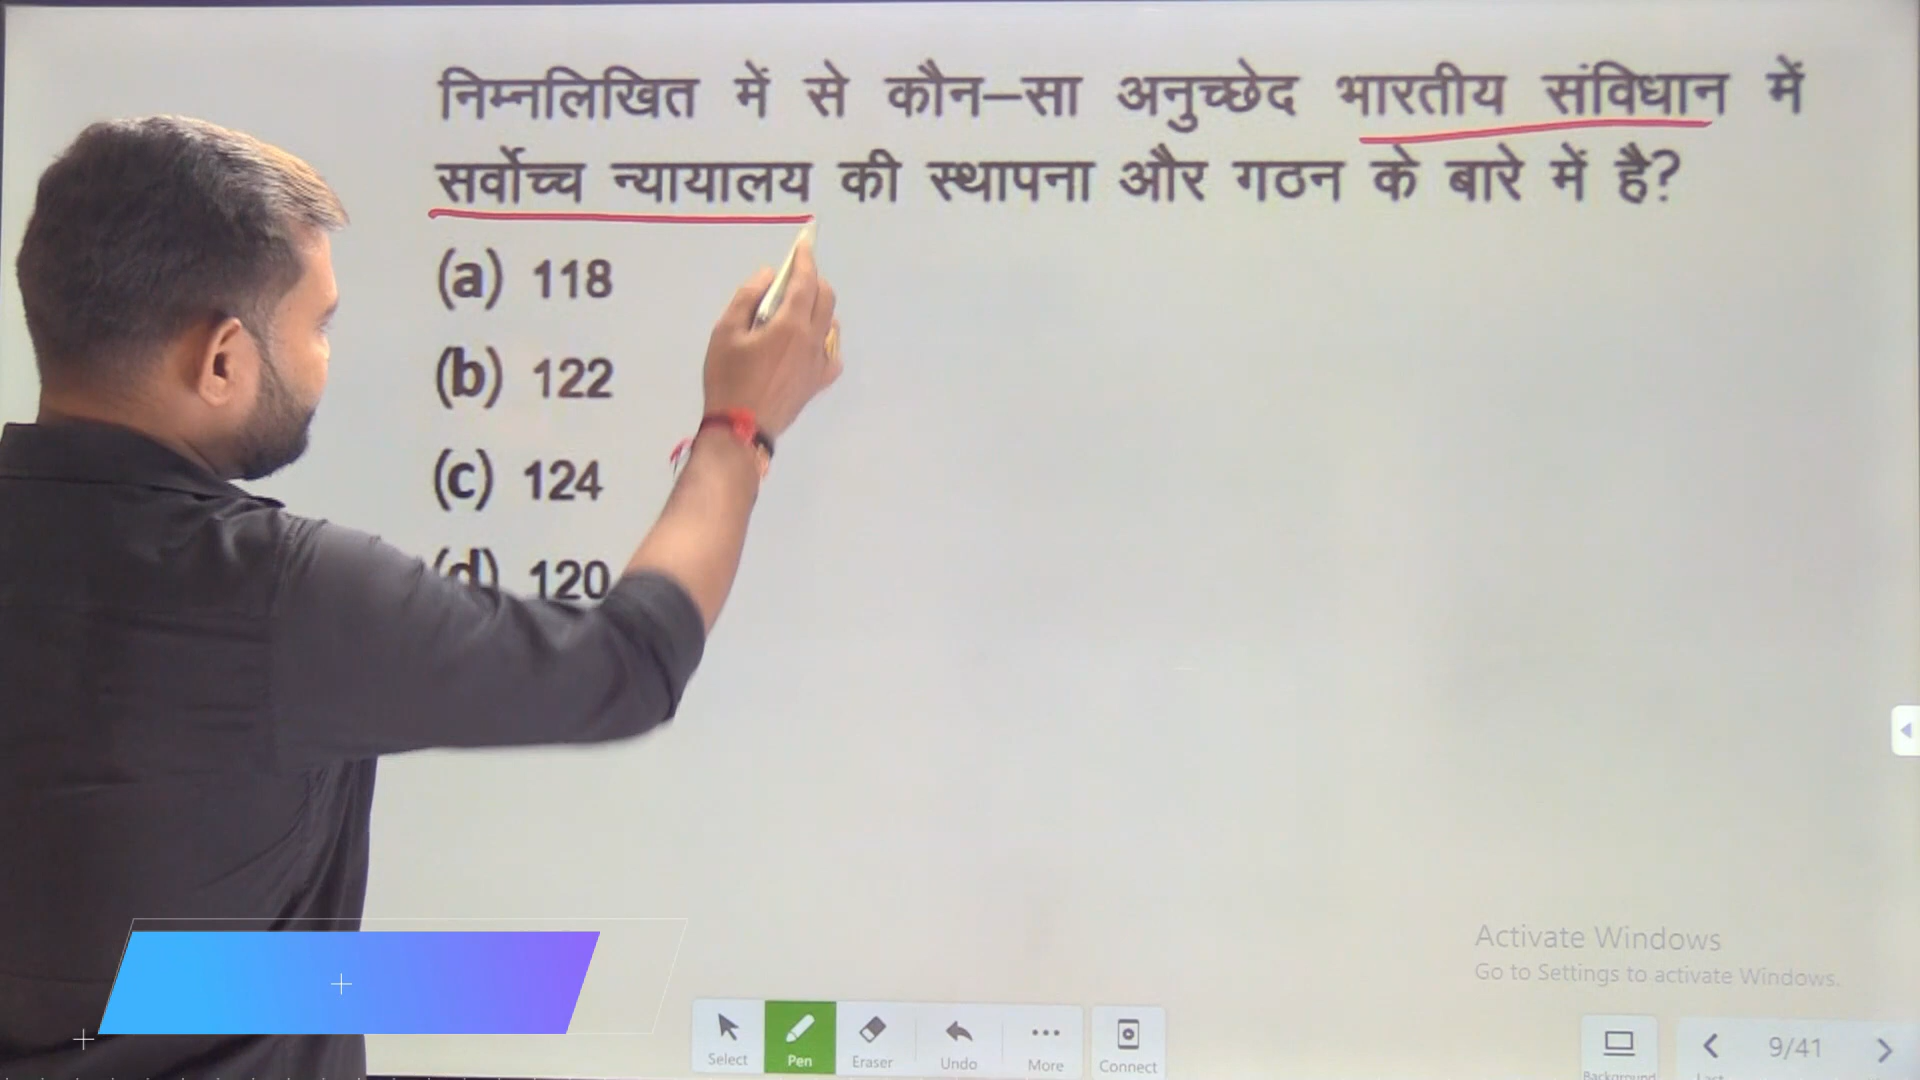 निम्नलिखित में से कौन–सा अनुच्छेद भारतीय संविधान में
सर्वोच्च न्यायालय की स्थापना और गठन के बारे में है?
(a) 118
(b) 122
(c) 124
(d) 120
Activate Windows
Go to Settings to activate Windows.
Select
Pen
Eraser
Undo
More
Connect
Background
9/41